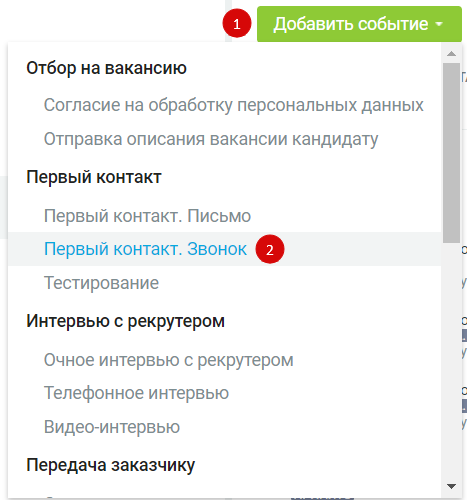 1 Добавить событие
Отбор на вакансию
Согласие на обработку персональных данных
Отправка описания вакансии кандидату
Первый контакт
Первый контакт. Письмо
Первый контакт. Звонок 2
Тестирование
Интервью с рекрутером
Очное интервью с рекрутером
Телефонное интервью
Видео-интервью
Передача заказчику